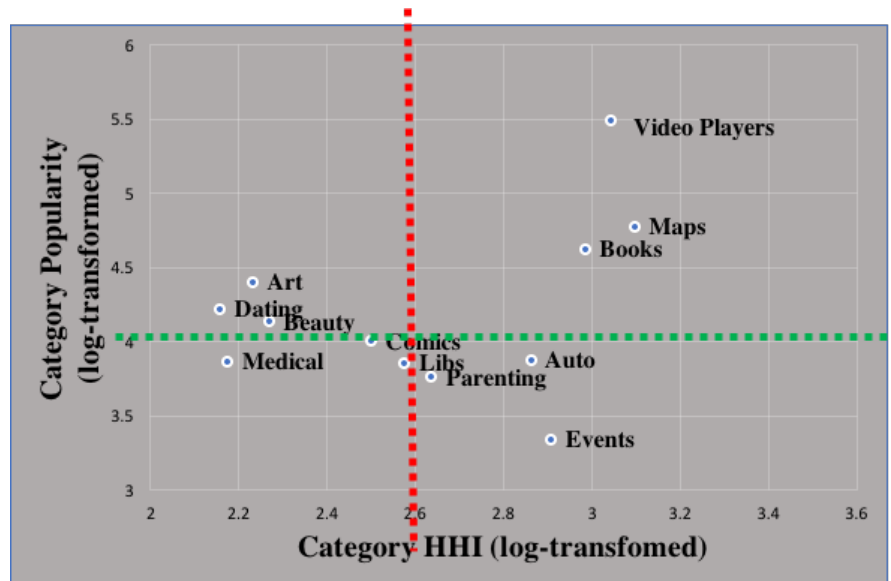 6
5.5
Video Players
5
Maps
Books
4.5
Art
Dating
Beauty
4
Comics
Medical
Libs
Auto
Parenting
3.5
Events
3
2
2.2
2.4
2.6
2.8
3
3.2
3.4
3.6
Category Popularity
(log-transformed)
Category HHI (log-transfomed)